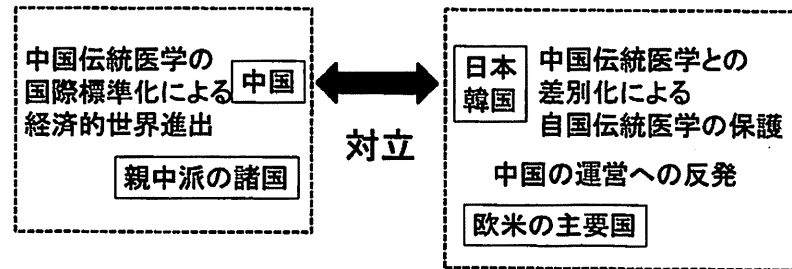 中国伝統医学の
国際標準化による
経済的世界進出
中国
親中派の諸国
対立
日本
韓国
中国伝統医学との
差別化による
自国伝統医学の保護
中国の運営への反発
欧米の主要国